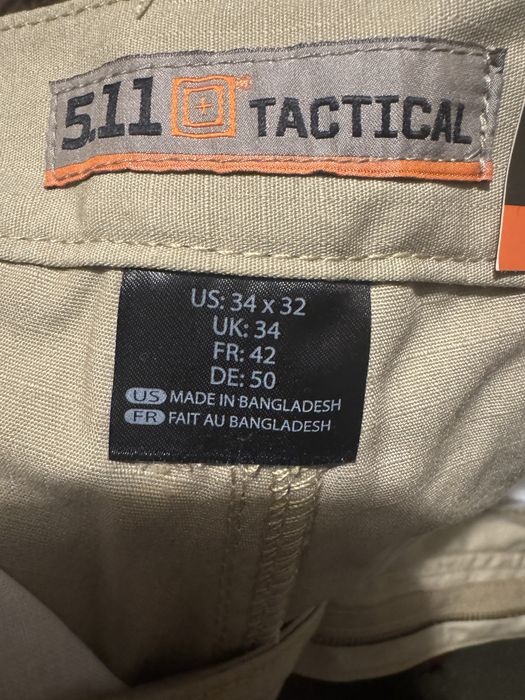 5.11 TACTICAL
US: 34 x 32
UK: 34
FR: 42
DE: 50
US MADE IN BANGLADESH
FR FAIT AU BANGLADESH